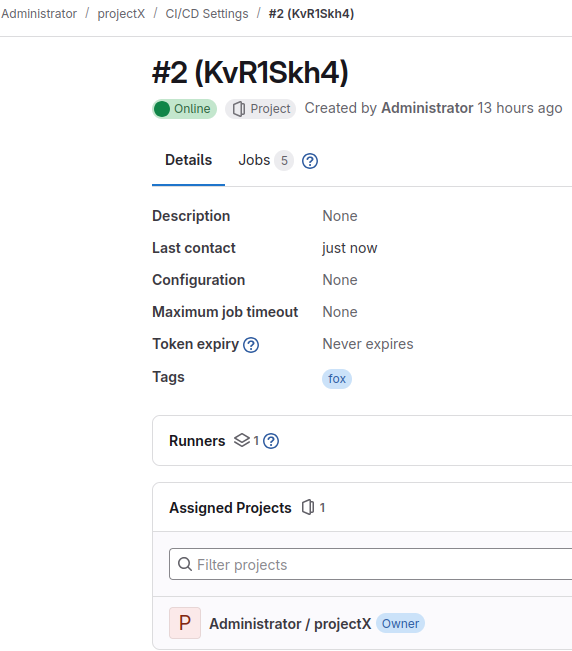 Administrator / projectX / CI/CD Settings / #2 (KvR1Skh4)
#2 (KvR1Skh4)
Online Project Created by Administrator 13 hours ago
Details Jobs 5 ?
Description None
Last contact just now
Configuration None
Maximum job timeout None
Token expiry ? Never expires
Tags fox
Runners 1 ?
Assigned Projects 1
Filter projects
P Administrator / projectX Owner